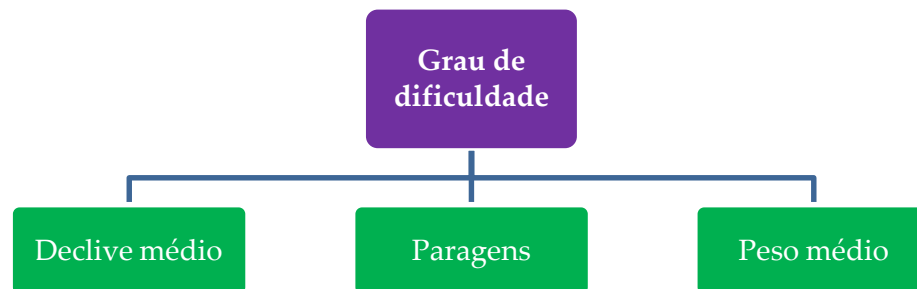 Grau de
dificuldade
Declive médio
Paragens
Peso médio